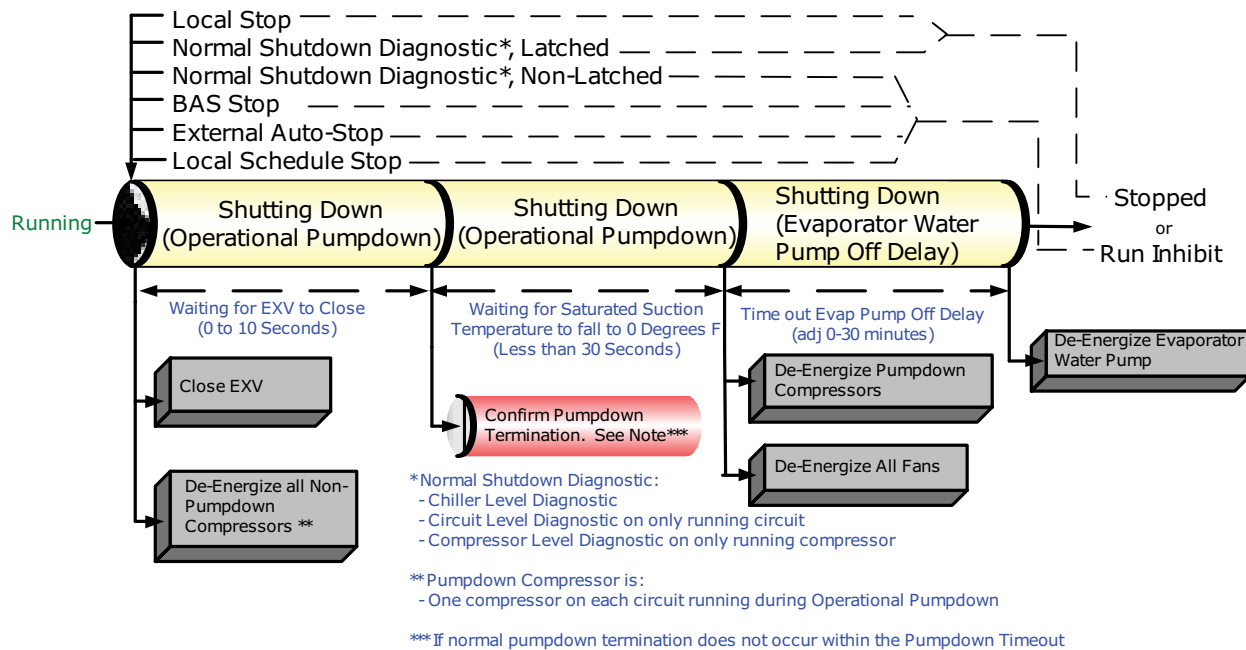 Local Stop
Normal Shutdown Diagnostic*, Latched
Normal Shutdown Diagnostic*, Non-Latched
BAS Stop
External Auto-Stop
Local Schedule Stop
Running
Shutting Down
(Operational Pumpdown)
Shutting Down
(Operational Pumpdown)
Shutting Down
(Evaporator Water
Pump Off Delay)
Stopped
or
Run Inhibit
Waiting for EXV to Close
(0 to 10 Seconds)
Waiting for Saturated Suction
Temperature to fall to 0 Degrees F
(Less than 30 Seconds)
Time out Evap Pump Off Delay
(adj 0-30 minutes)
De-Energize Evaporator
Water Pump
Close EXV
De-Energize Pumpdown
Compressors
Confirm Pumpdown
Termination. See Note***
De-Energize all Non-
Pumpdown
Compressors **
De-Energize All Fans
*Normal Shutdown Diagnostic:
- Chiller Level Diagnostic
- Circuit Level Diagnostic on only running circuit
- Compressor Level Diagnostic on only running compressor
**Pumpdown Compressor is:
- One compressor on each circuit running during Operational Pumpdown
***If normal pumpdown termination does not occur within the Pumpdown Timeout